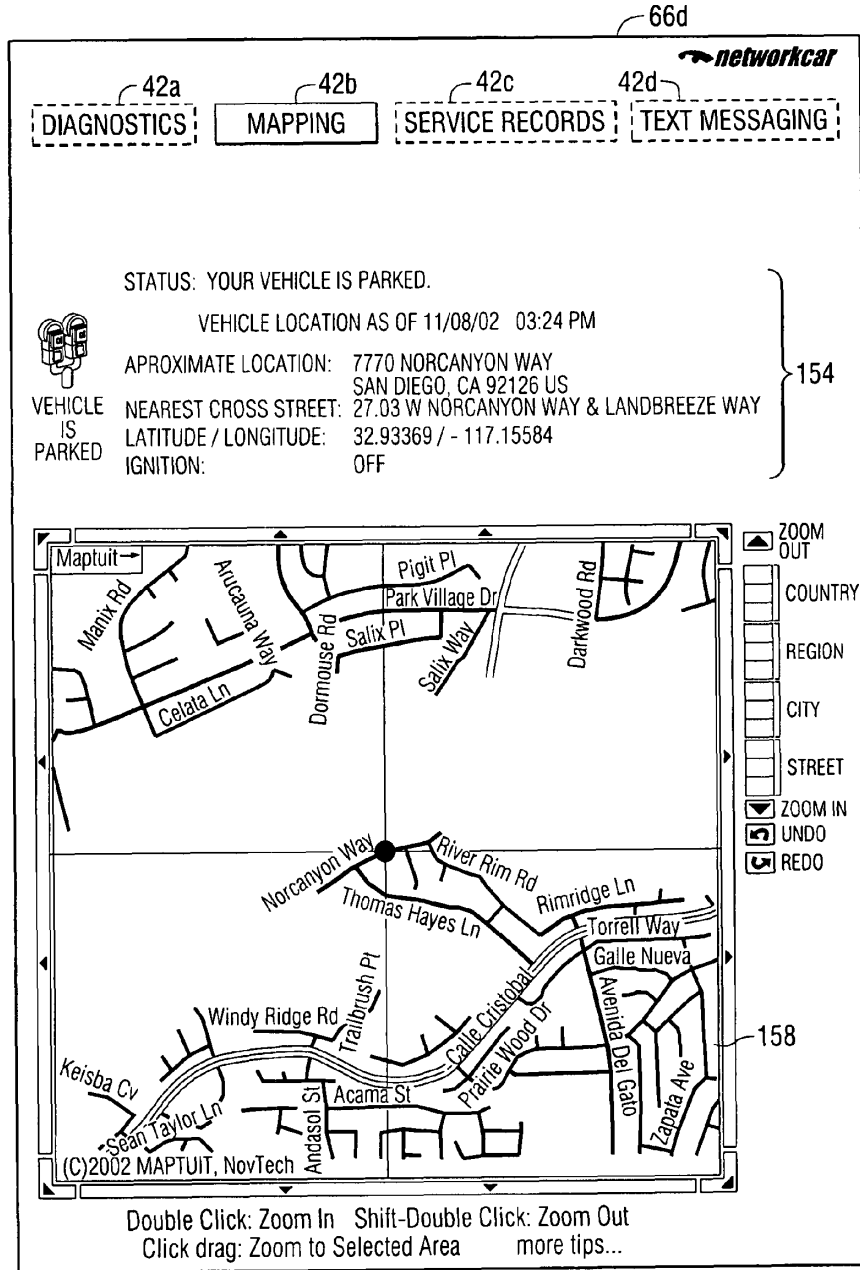 66d
networkcar
42a 42b 42c 42d
DIAGNOSTICS MAPPING SERVICE RECORDS TEXT MESSAGING
STATUS: YOUR VEHICLE IS PARKED.
VEHICLE LOCATION AS OF 11/08/02 03:24 PM
APROXIMATE LOCATION: 7770 NORCANYON WAY
SAN DIEGO, CA 92126 US
NEAREST CROSS STREET: 27.03 W NORCANYON WAY & LANDBREEZE WAY
LATITUDE / LONGITUDE: 32.93369 / - 117.15584
IGNITION: OFF
VEHICLE
IS
PARKED
154
Maptuit
Manix Rd
Arucauna Way
Pigit Pl
Park Village Dr
Dormouse Rd
Salix Pl
Salix Way
Darkwood Rd
Celata Ln
Norcanyon Way
River Rim Rd
Thomas Hayes Ln
Rimridge Ln
Torrell Way
Galle Nueva
Trailbrush Pt
Windy Ridge Rd
Calle Cristobal
Avenida Del Gato
Keisba Cv
Prairie Wood Dr
Acama St
Zapata Ave
Sean Taylor Ln
Andasol St
(C)2002 MAPTUIT, NovTech
ZOOM
OUT
COUNTRY
REGION
CITY
STREET
ZOOM IN
UNDO
REDO
158
Double Click: Zoom In Shift-Double Click: Zoom Out
Click drag: Zoom to Selected Area more tips...